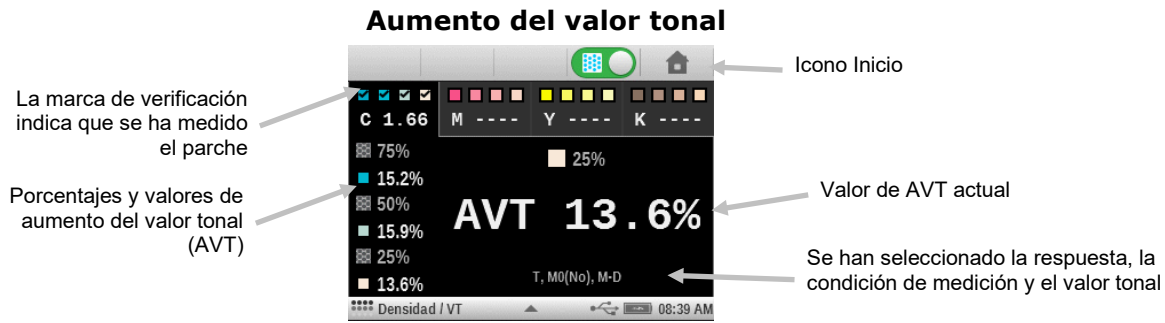 Aumento del valor tonal
Icono Inicio
La marca de verificación
indica que se ha medido
el parche
C 1.66 M ---- Y ---- K ----
75%
15.2%
50%
15.9%
25%
13.6%
25%
AVT 13.6%
T, M0(No), M•D
Densidad / VT
08:39 AM
Porcentajes y valores de
aumento del valor tonal
(AVT)
Valor de AVT actual
Se han seleccionado la respuesta, la
condición de medición y el valor tonal